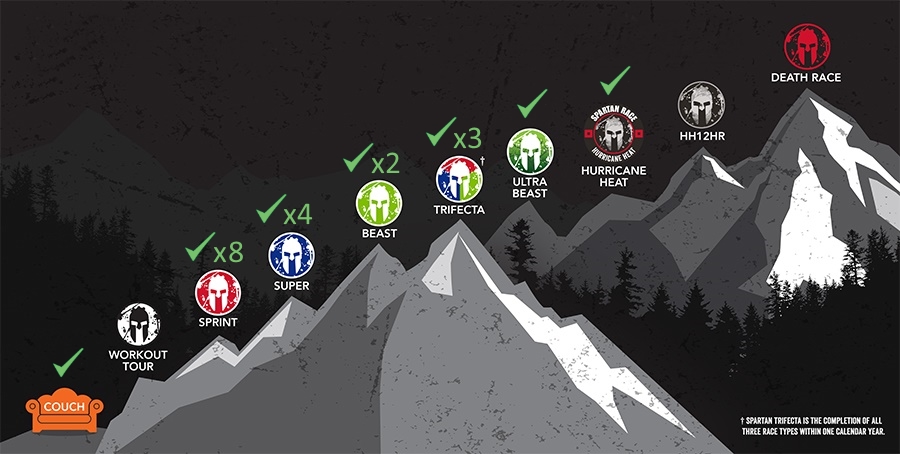 DEATH RACE
SPARTAN RACE
HURRICANE HEAT
HH12HR
x3
†
ULTRA
BEAST
HURRICANE
HEAT
x2
TRIFECTA
BEAST
x4
SUPER
x8
SPRINT
WORKOUT
TOUR
COUCH
† SPARTAN TRIFECTA IS THE COMPLETION OF ALL
THREE RACE TYPES WITHIN ONE CALENDAR YEAR.